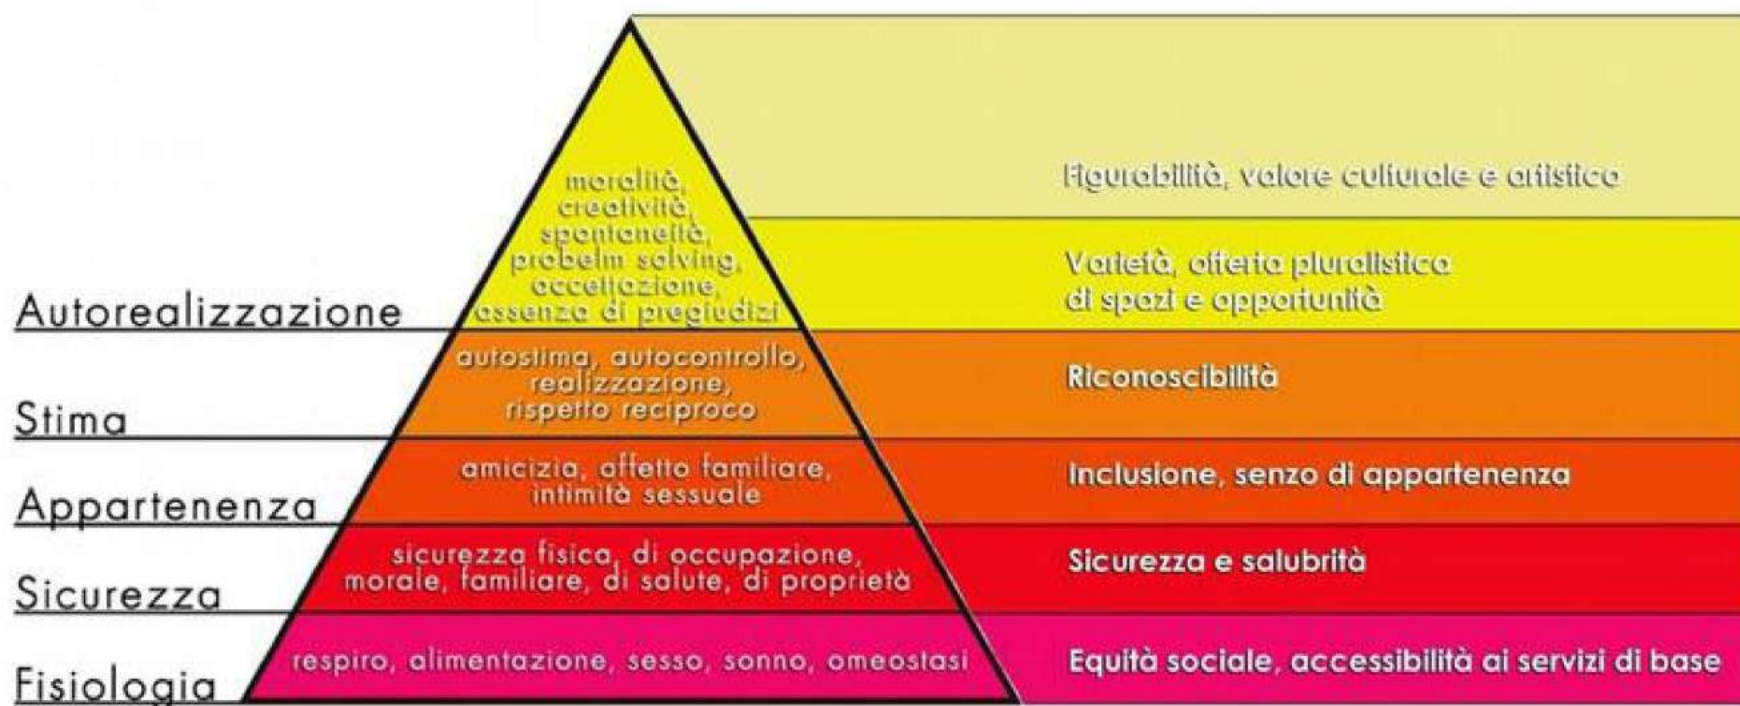 Figurabilità, valore culturale e artistico
moralità,
creatività,
spontaneità,
probelm solving,
accettazione,
assenza di pregiudizi
Varietà, offerta pluralistica
di spazi e opportunità
Autorealizzazione
autostima, autocontrollo,
realizzazione,
rispetto reciproco
Riconoscibilità
Stima
amicizia, affetto familiare,
intimità sessuale
Inclusione, senzo di appartenenza
Appartenenza
sicurezza fisica, di occupazione,
morale, familiare, di salute, di proprietà
Sicurezza e salubrità
Sicurezza
respiro, alimentazione, sesso, sonno, omeostasi
Equità sociale, accessibilità ai servizi di base
Fisiologia